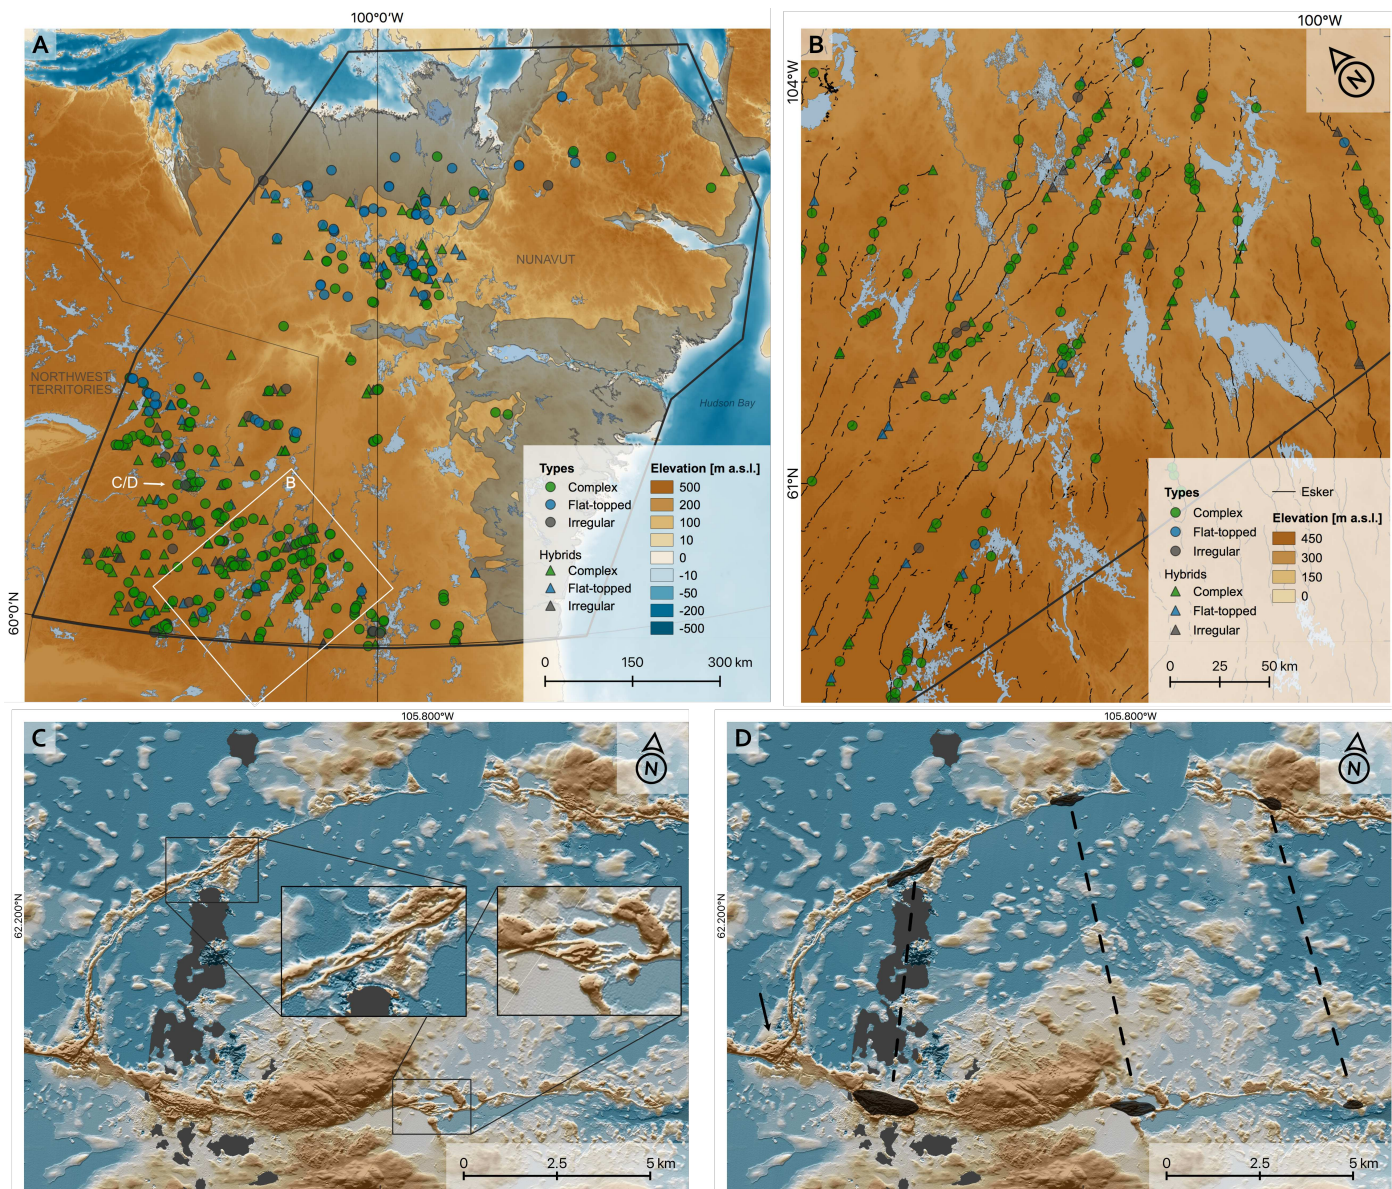 A
100°0'W
60°0'N
NUNAVUT
NORTHWEST
TERRITORIES
Hudson Bay
C/D
B
Types
Complex
Flat-topped
Irregular
Hybrids
Complex
Flat-topped
Irregular
Elevation [m a.s.l.]
500
200
100
10
0
-10
-50
-200
-500
0 150 300 km
B
100°W
104°W
61°N
N
Types
Complex
Flat-topped
Irregular
Hybrids
Complex
Flat-topped
Irregular
Esker
Elevation [m a.s.l.]
450
300
150
0
0 25 50 km
C
105.800°W
62.200°N
N
0 2.5 5 km
D
105.800°W
62.200°N
N
0 2.5 5 km